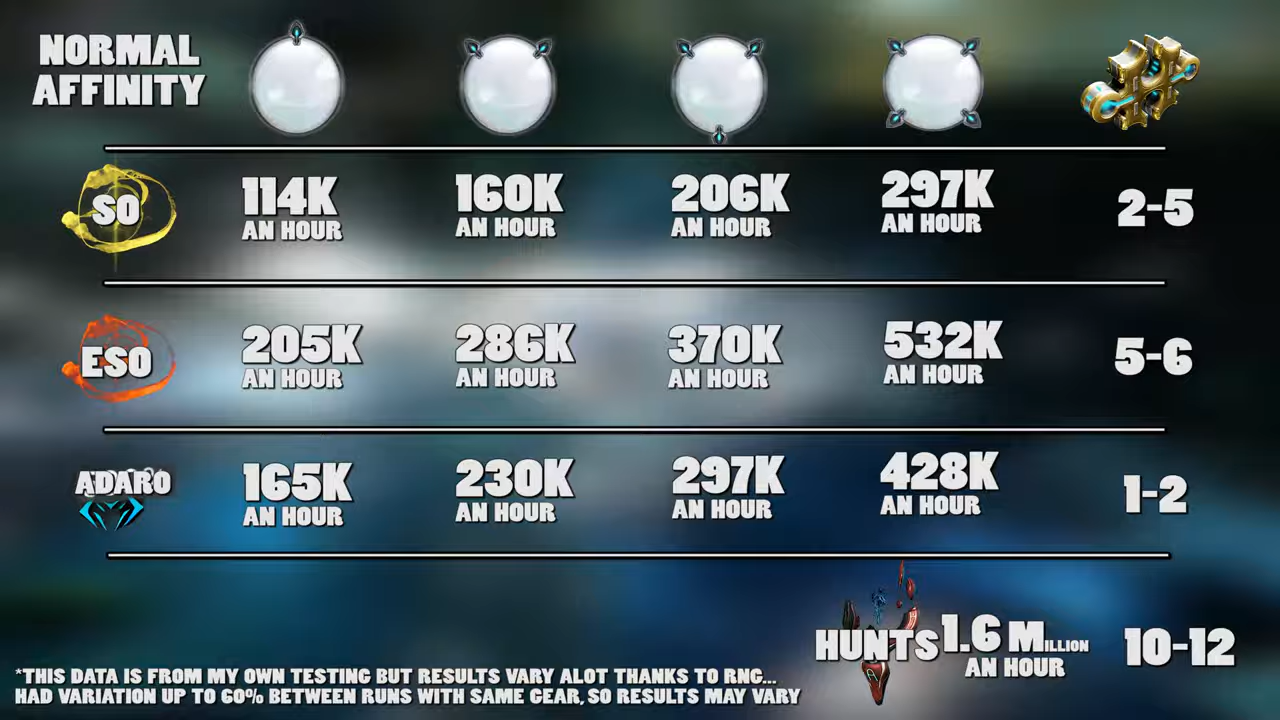 NORMAL
AFFINITY
SO
114K
AN HOUR
160K
AN HOUR
206K
AN HOUR
297K
AN HOUR
2-5
ESO
205K
AN HOUR
286K
AN HOUR
370K
AN HOUR
532K
AN HOUR
5-6
ADARO
165K
AN HOUR
230K
AN HOUR
297K
AN HOUR
428K
AN HOUR
1-2
HUNTS
1.6 MILLION
AN HOUR
10-12
*THIS DATA IS FROM MY OWN TESTING BUT RESULTS VARY ALOT THANKS TO RNG...
HAD VARIATION UP TO 60% BETWEEN RUNS WITH SAME GEAR, SO RESULTS MAY VARY